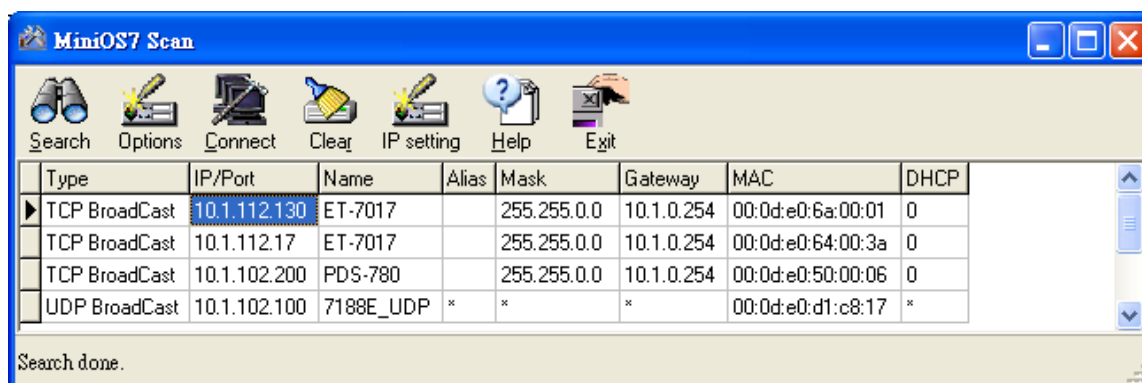 MiniOS7 Scan
Search Options Connect Clear IP setting Help Exit
Type IP/Port Name Alias Mask Gateway MAC DHCP
TCP BroadCast 10.1.112.130 ET-7017 255.255.0.0 10.1.0.254 00:0d:e0:6a:00:01 0
TCP BroadCast 10.1.112.17 ET-7017 255.255.0.0 10.1.0.254 00:0d:e0:64:00:3a 0
TCP BroadCast 10.1.102.200 PDS-780 255.255.0.0 10.1.0.254 00:0d:e0:50:00:06 0
UDP BroadCast 10.1.102.100 7188E_UDP * * * 00:0d:e0:d1:c8:17 *
Search done.